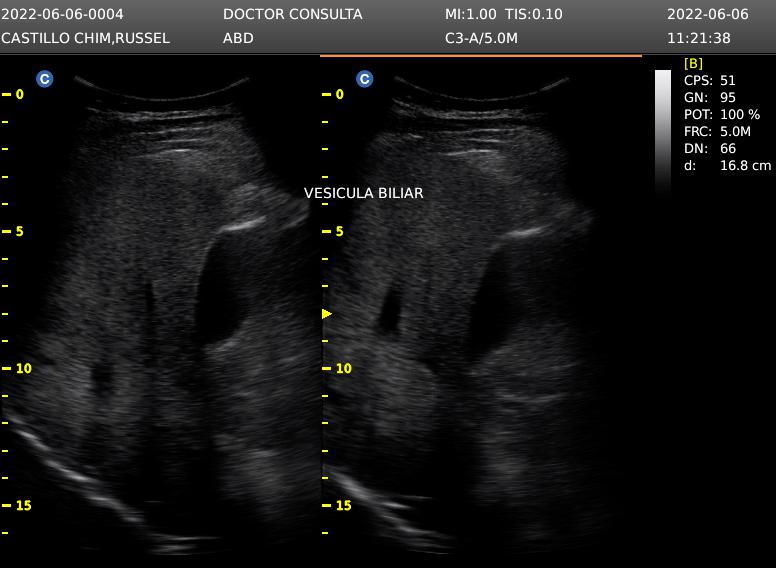 2022-06-06-0004 DOCTOR CONSULTA MI:1.00 TIS:0.10 2022-06-06
CASTILLO CHIM,RUSSEL ABD C3-A/5.0M 11:21:38
C C
[B]
CPS: 51
GN: 95
POT: 100 %
FRC: 5.0M
DN: 66
d: 16.8 cm
VESICULA BILIAR
0 0
5 5
10 10
15 15